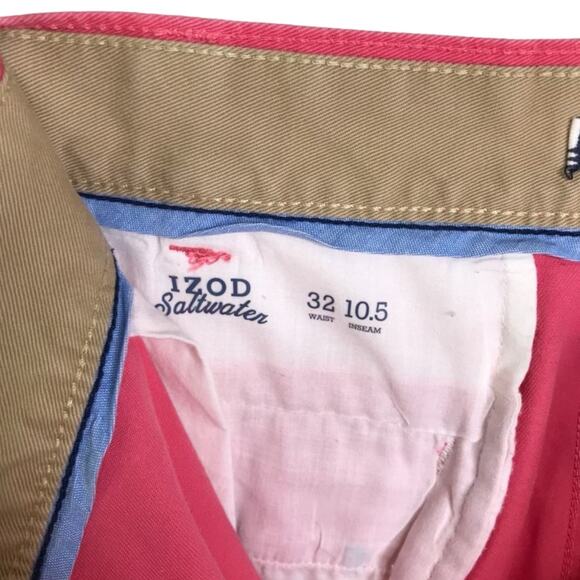 IZOD
Saltwater
32 10.5
WAIST INSEAM